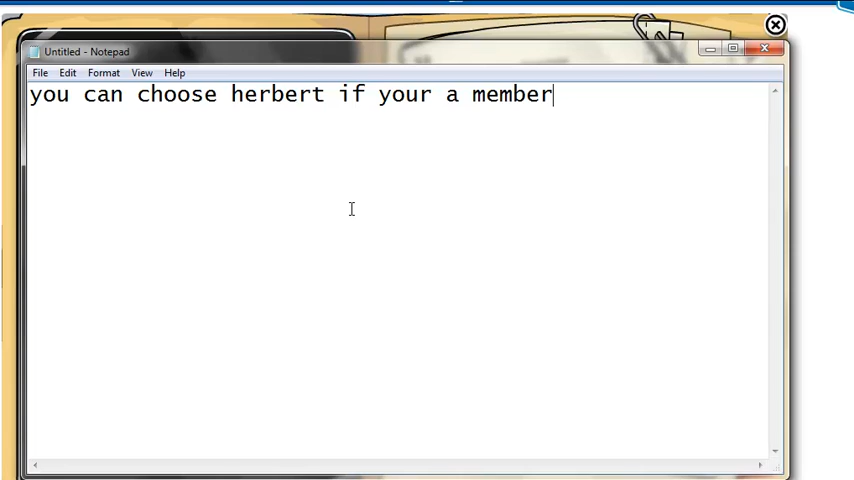 Untitled - Notepad
File Edit Format View Help
you can choose herbert if your a member